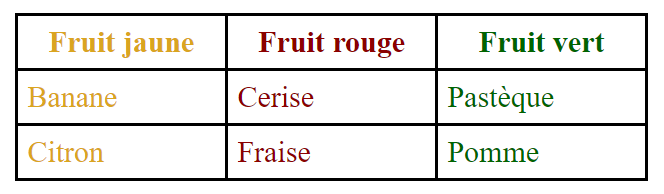 Fruit jaune Fruit rouge Fruit vert
Banane Cerise Pastèque
Citron Fraise Pomme